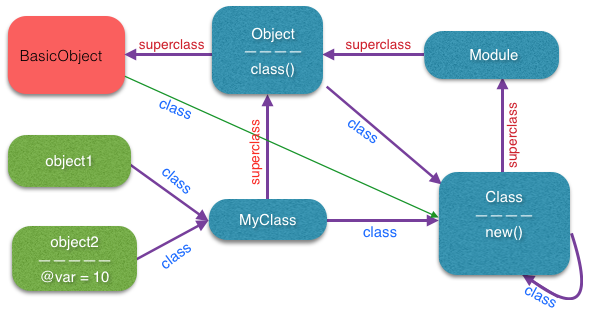 BasicObject
superclass
Object
— — — —
class()
superclass
Module
class
class
superclass
superclass
object1
class
MyClass
class
Class
— — — —
new()
object2
— — — — —
@var = 10
class
class